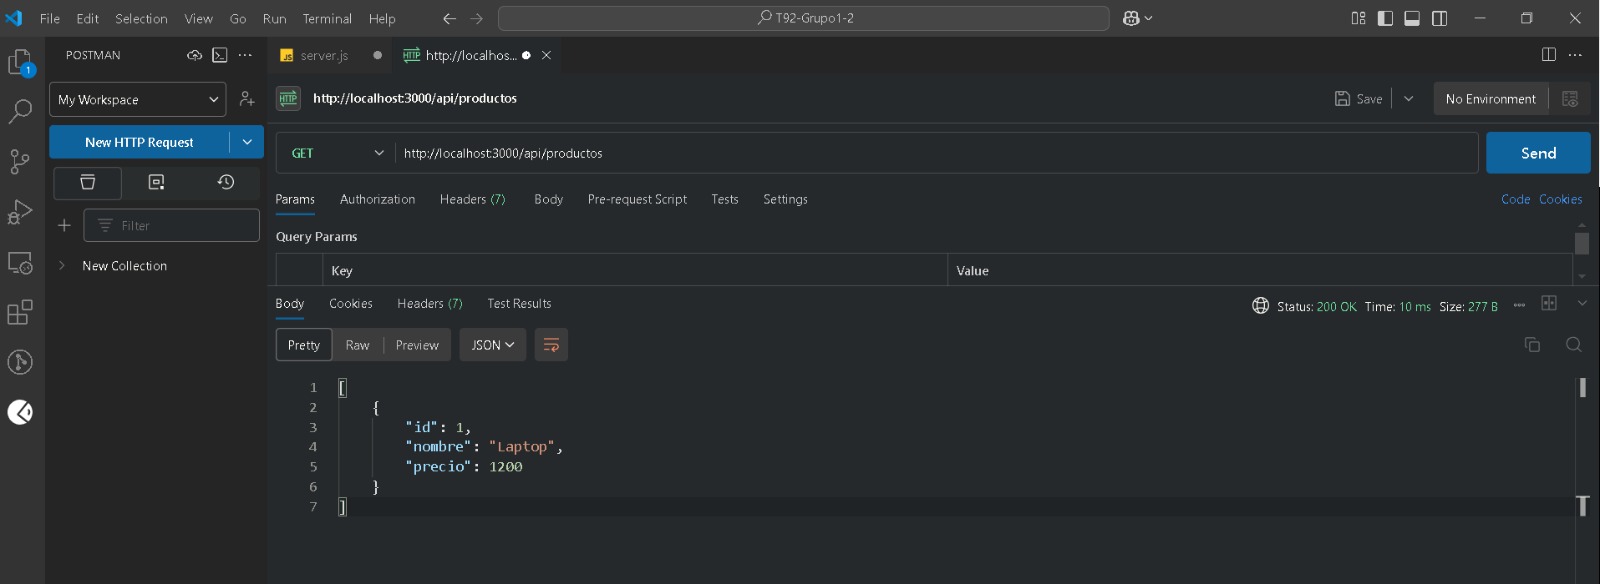 File Edit Selection View Go Run Terminal Help T92-Grupo1-2
POSTMAN
JS server.js HTTP http://localhos...
1
My Workspace
HTTP http://localhost:3000/api/productos Save No Environment
New HTTP Request
GET http://localhost:3000/api/productos Send
Params Authorization Headers (7) Body Pre-request Script Tests Settings Code Cookies
Filter
Query Params
New Collection
Key Value
Body Cookies Headers (7) Test Results Status: 200 OK Time: 10 ms Size: 277 B
Pretty Raw Preview JSON
1 [
2 {
3 "id": 1,
4 "nombre": "Laptop",
5 "precio": 1200
6 }
7 ]